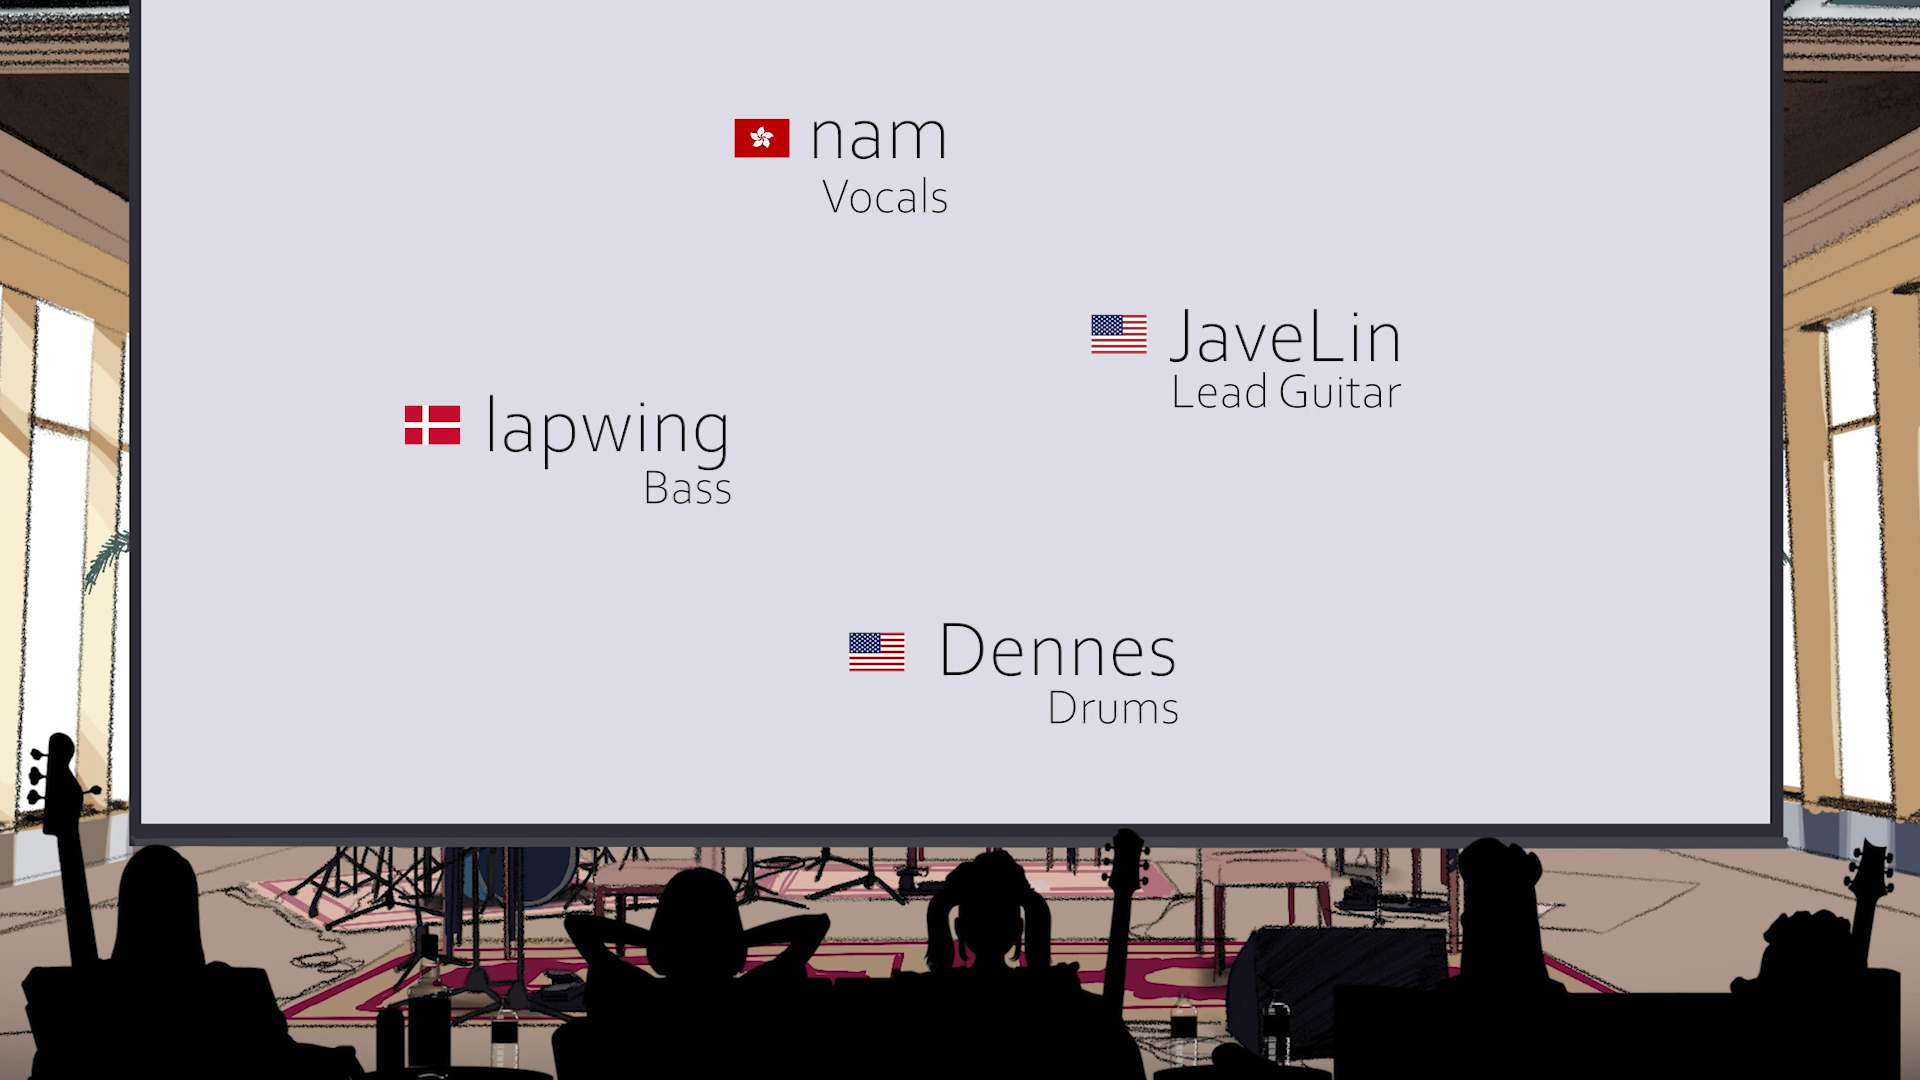 nam
Vocals
JaveLin
Lead Guitar
lapwing
Bass
Dennes
Drums